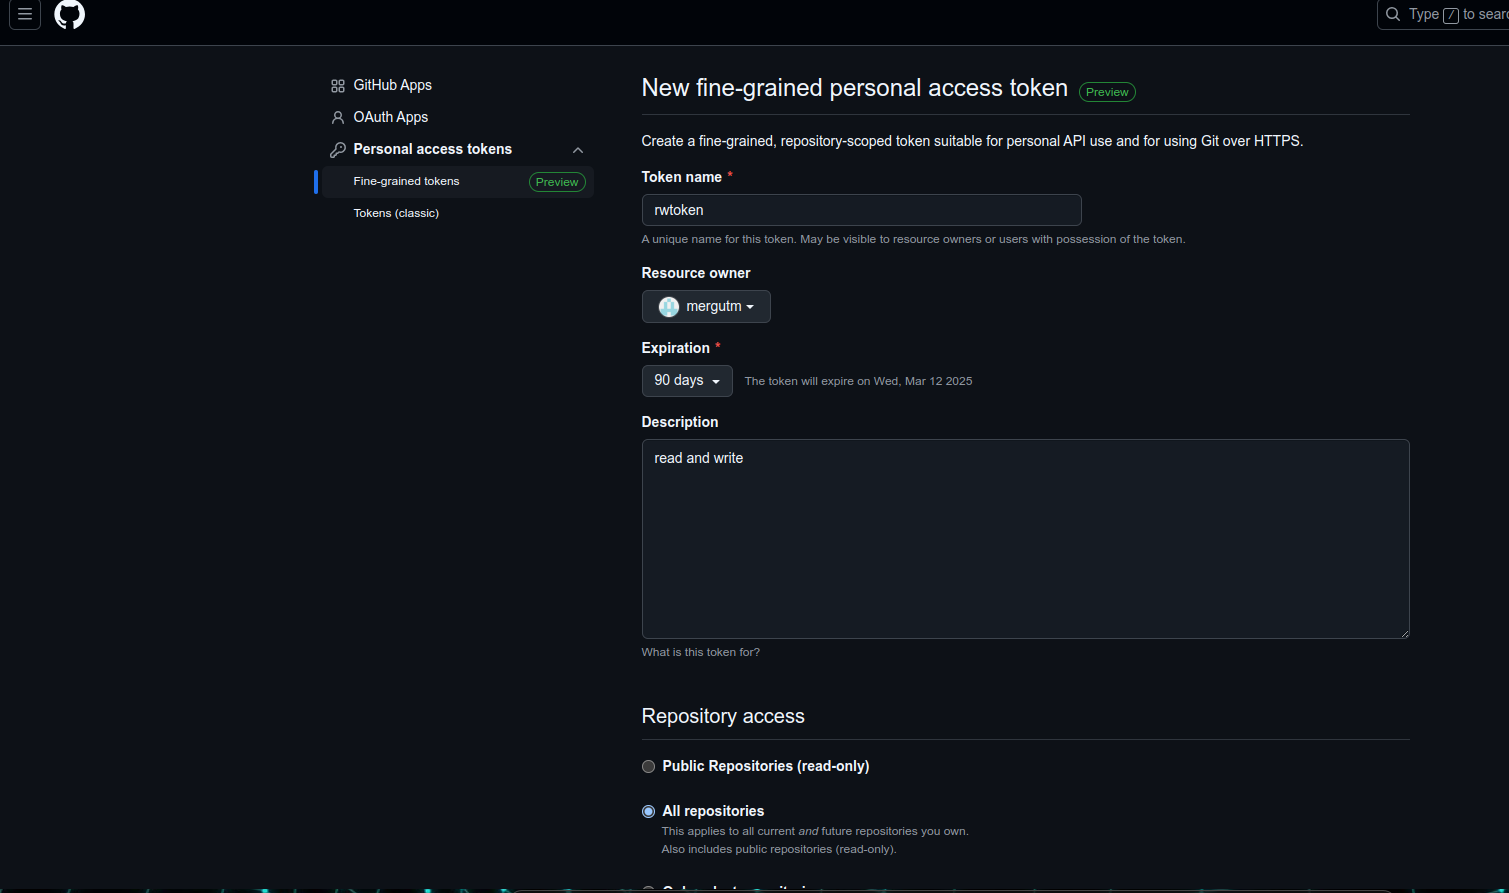 Type / to sear
GitHub Apps
OAuth Apps
Personal access tokens
Fine-grained tokens Preview
Tokens (classic)
New fine-grained personal access token Preview
Create a fine-grained, repository-scoped token suitable for personal API use and for using Git over HTTPS.
Token name *
rwtoken
A unique name for this token. May be visible to resource owners or users with possession of the token.
Resource owner
mergutm
Expiration *
90 days The token will expire on Wed, Mar 12 2025
Description
read and write
What is this token for?
Repository access
Public Repositories (read-only)
All repositories
This applies to all current and future repositories you own.
Also includes public repositories (read-only).